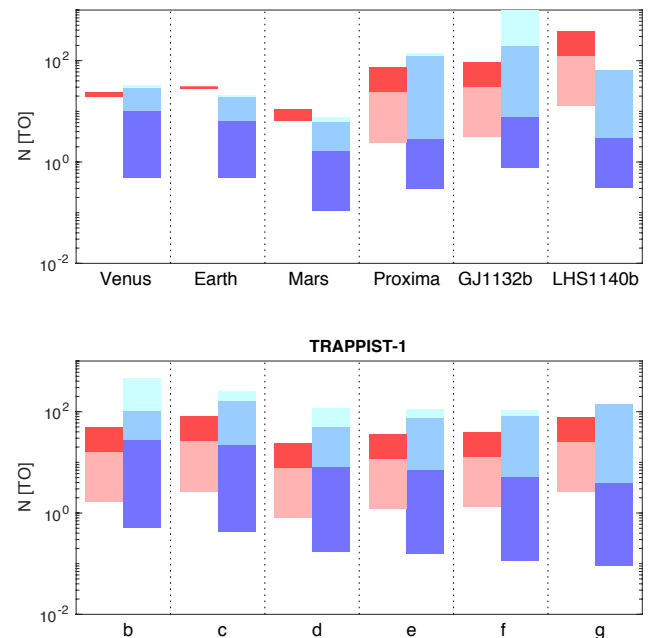 N [TO]
10^2
10^0
10^-2
Venus Earth Mars Proxima GJ1132b LHS1140b
TRAPPIST-1
N [TO]
10^2
10^0
10^-2
b c d e f g